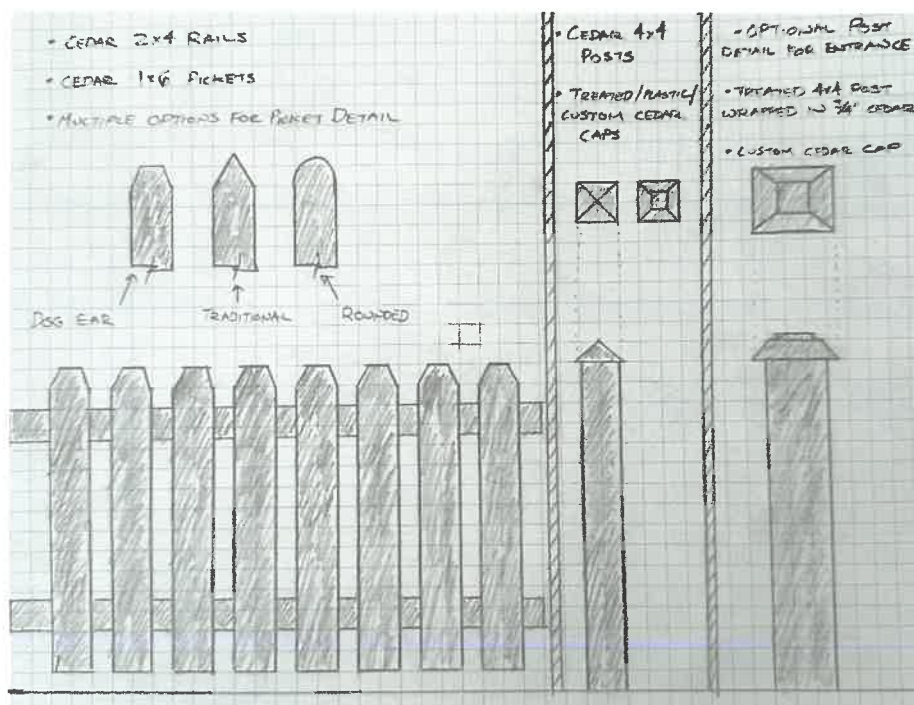 • CEDAR 2x4 RAILS
• CEDAR 1x6 PICKETS
• MULTIPLE OPTIONS FOR PICKET DETAIL
DOG EAR
TRADITIONAL
ROUNDED
• CEDAR 4x4
POSTS
• TREATED/PLASTIC/
CUSTOM CEDAR
CAPS
• OPTIONAL POST
DETAIL FOR ENTRANCE
• TREATED 4x4 POST
WRAPPED IN 3/4" CEDAR
• CUSTOM CEDAR CAP